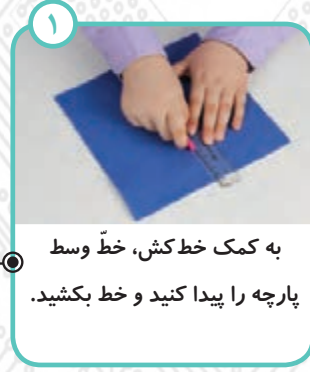 ۱
به کمک خط‌کش، خطّ وسط
پارچه را پیدا کنید و خط بکشید.